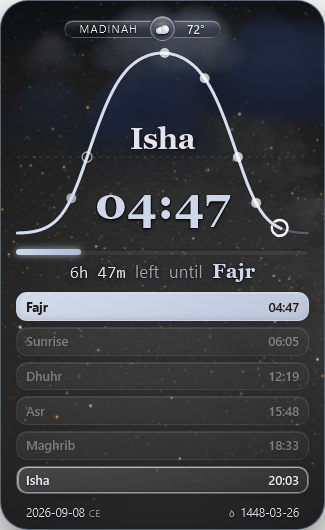 MADINAH 72°
Isha
04:47
6h 47m left until Fajr
Fajr 04:47
Sunrise 06:05
Dhuhr 12:19
Asr 15:48
Maghrib 18:33
Isha 20:03
2026-09-08 CE 1448-03-26